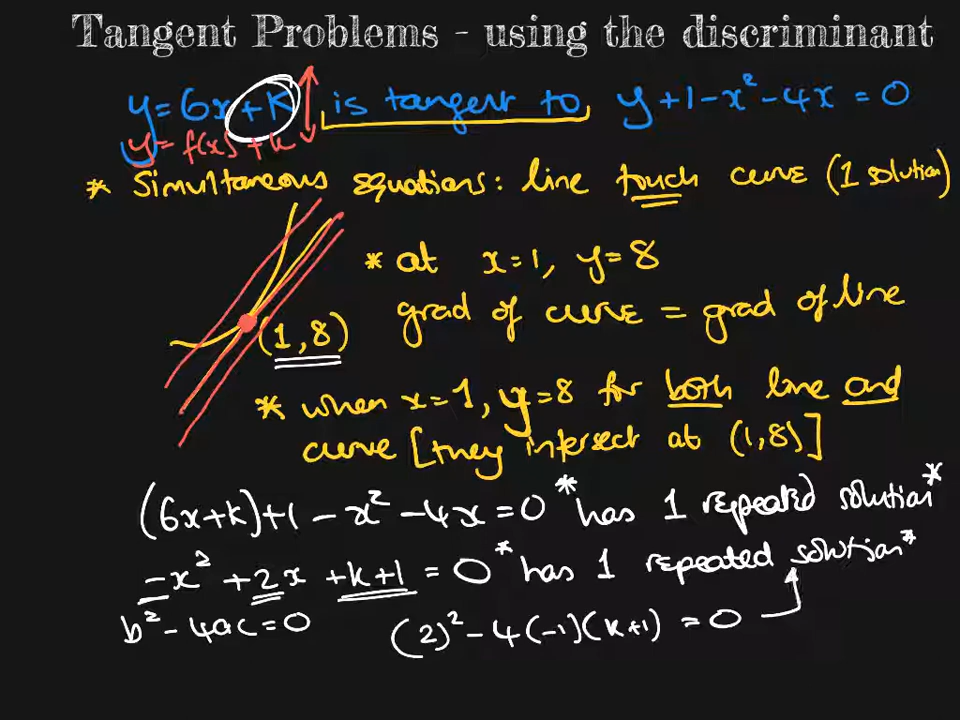 Tangent Problems - using the discriminant
y=6x+k is tangent to y+1-x²-4x=0
y=f(x)+k
* Simultaneous equations: line touch curve (1 solution)
* at x=1, y=8
grad of curve = grad of line
(1,8)
* when x=1, y=8 for both line and
curve [they intersect at (1,8)]
(6x+k)+1-x²-4x=0 * has 1 repeated solution *
-x²+2x+k+1=0 * has 1 repeated solution *
b²-4ac=0 (2)²-4(-1)(k+1)=0